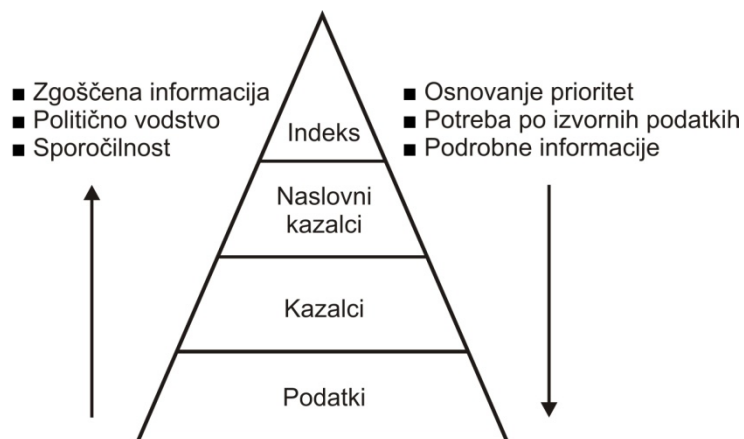 ■ Zgoščena informacija
■ Politično vodstvo
■ Sporočilnost
■ Osnovanje prioritet
■ Potreba po izvornih podatkih
■ Podrobne informacije
Indeks
Naslovni
kazalci
Kazalci
Podatki